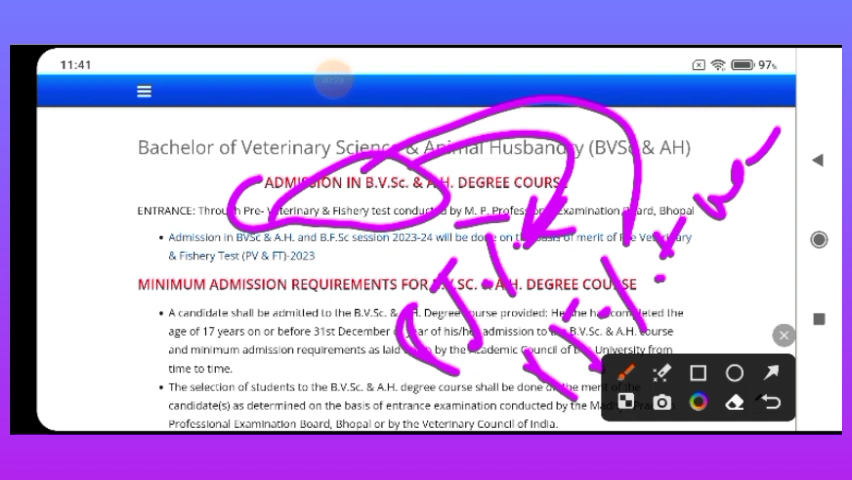 11:41
97%
Bachelor of Veterinary Science & Animal Husbandry (BVSc & AH)
ADMISSION IN B.V.Sc. & A.H. DEGREE COURSE
ENTRANCE: Through Pre- Veterinary & Fishery test conducted by M. P. Professional Examination Board, Bhopal
Admission in BVSc & A.H. and B.F.Sc session 2023-24 will be done on the basis of merit of Pre Veterinary
& Fishery Test (PV & FT)-2023
MINIMUM ADMISSION REQUIREMENTS FOR B.V.SC. & A.H. DEGREE COURSE
A candidate shall be admitted to the B.V.Sc. & A.H. Degree course provided: He/she has completed the
age of 17 years on or before 31st December of year of his/her admission to the B.V.Sc. & A.H. course
and minimum admission requirements as laid down by the Academic Council of the University from
time to time.
The selection of students to the B.V.Sc. & A.H. degree course shall be done on the merit of the
candidate(s) as determined on the basis of entrance examination conducted by the Madhya Pradesh
Professional Examination Board, Bhopal or by the Veterinary Council of India.